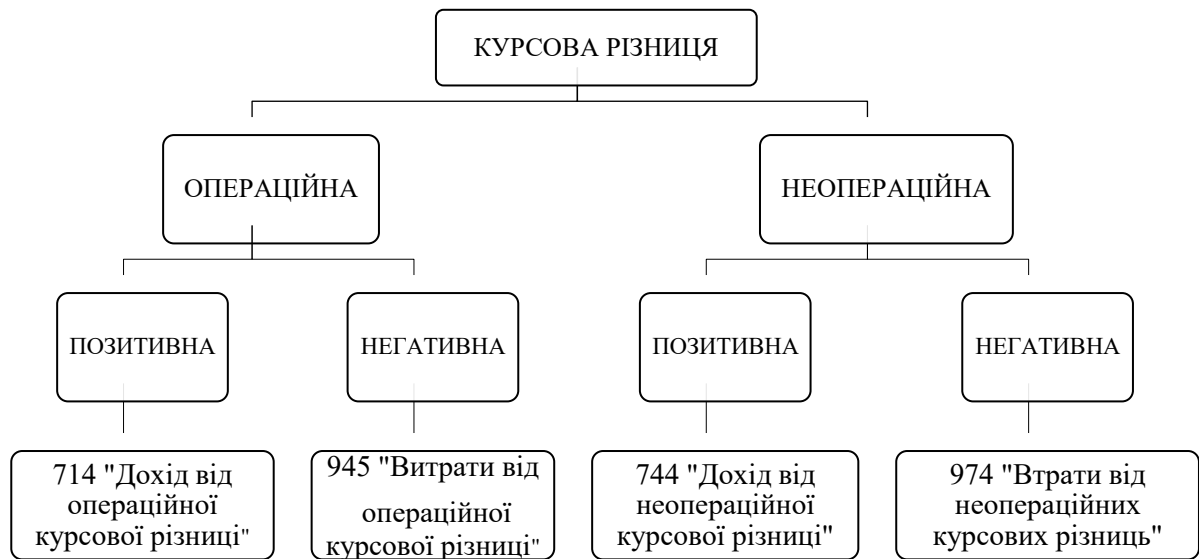 КУРСОВА РІЗНИЦЯ
ОПЕРАЦІЙНА
НЕОПЕРАЦІЙНА
ПОЗИТИВНА
НЕГАТИВНА
ПОЗИТИВНА
НЕГАТИВНА
714 "Дохід від
операційної
курсової різниці"
945 "Витрати від
операційної
курсової різниці"
744 "Дохід від
неопераційної
курсової різниці"
974 "Втрати від
неопераційних
курсових різниць"